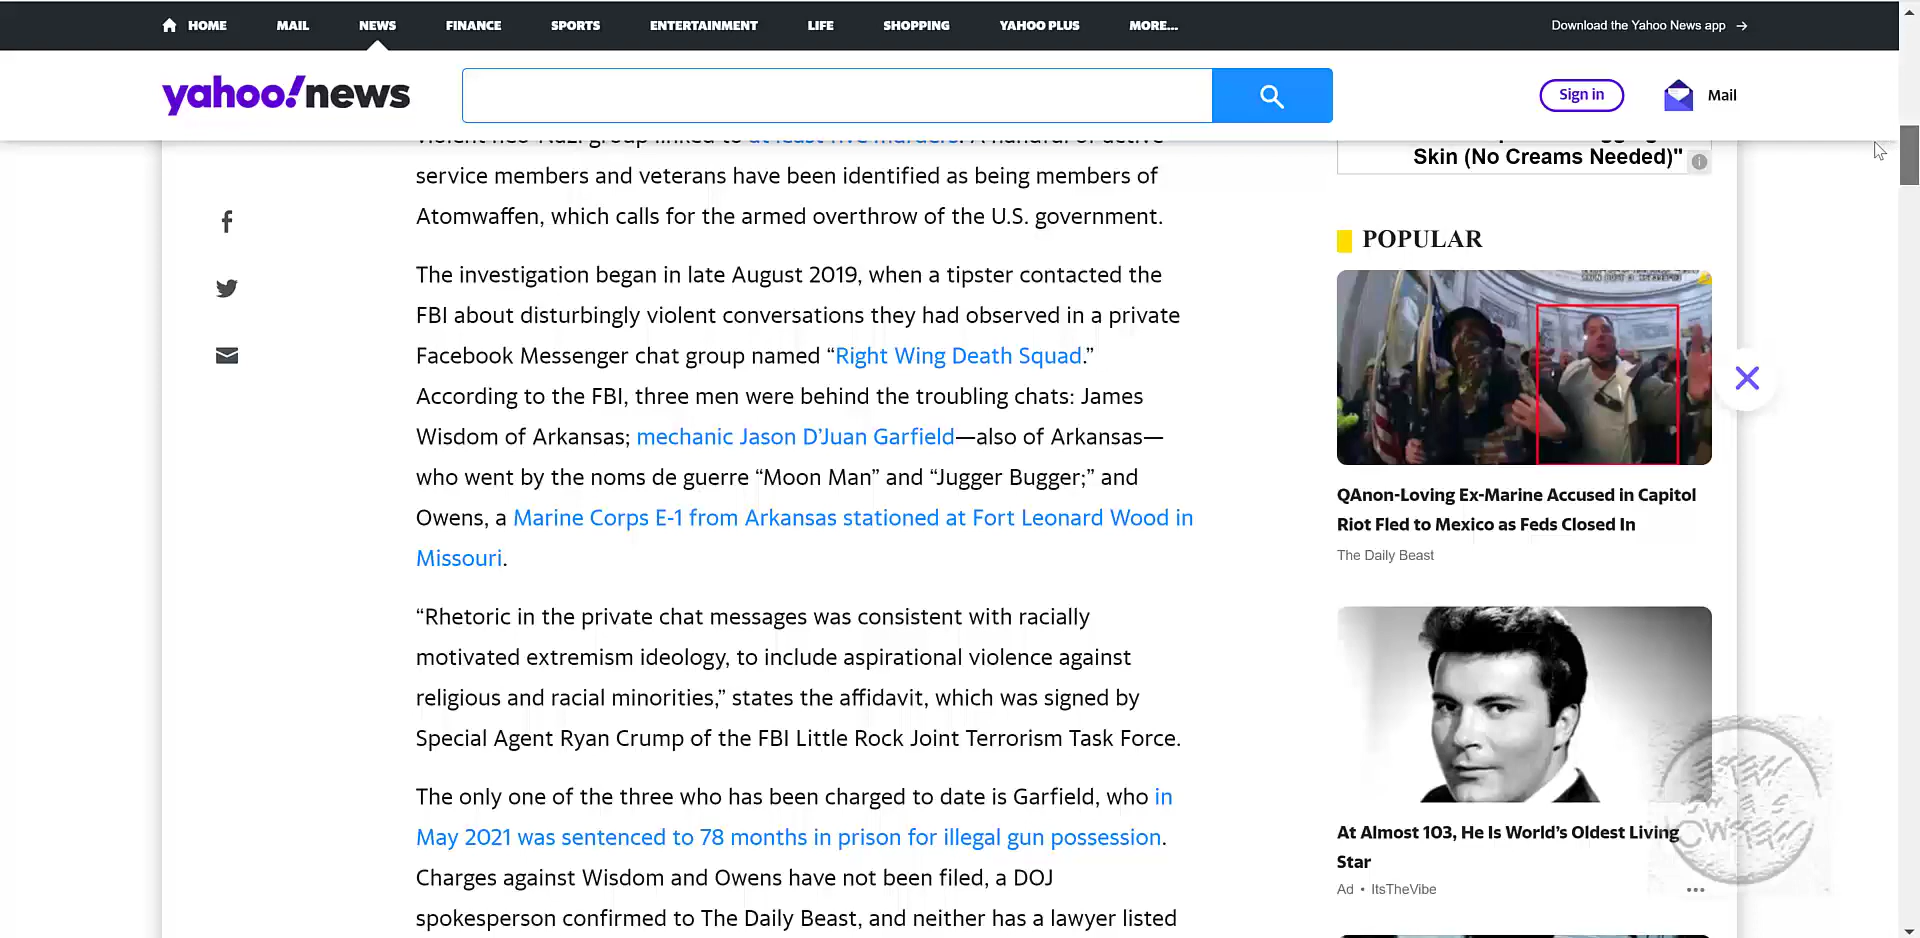 HOME MAIL NEWS FINANCE SPORTS ENTERTAINMENT LIFE SHOPPING YAHOO PLUS MORE... Download the Yahoo News app →
yahoo!news
Sign in
Mail
violent neo-Nazi group linked to at least five murders. A handful of active
service members and veterans have been identified as being members of
Atomwaffen, which calls for the armed overthrow of the U.S. government.
The investigation began in late August 2019, when a tipster contacted the
FBI about disturbingly violent conversations they had observed in a private
Facebook Messenger chat group named “Right Wing Death Squad.”
According to the FBI, three men were behind the troubling chats: James
Wisdom of Arkansas; mechanic Jason D’Juan Garfield—also of Arkansas—
who went by the noms de guerre “Moon Man” and “Jugger Bugger;” and
Owens, a Marine Corps E-1 from Arkansas stationed at Fort Leonard Wood in
Missouri.
“Rhetoric in the private chat messages was consistent with racially
motivated extremism ideology, to include aspirational violence against
religious and racial minorities,” states the affidavit, which was signed by
Special Agent Ryan Crump of the FBI Little Rock Joint Terrorism Task Force.
The only one of the three who has been charged to date is Garfield, who in
May 2021 was sentenced to 78 months in prison for illegal gun possession.
Charges against Wisdom and Owens have not been filed, a DOJ
spokesperson confirmed to The Daily Beast, and neither has a lawyer listed
Skin (No Creams Needed)"
POPULAR
QAnon-Loving Ex-Marine Accused in Capitol
Riot Fled to Mexico as Feds Closed In
The Daily Beast
At Almost 103, He Is World’s Oldest Living
Star
Ad • ItsTheVibe